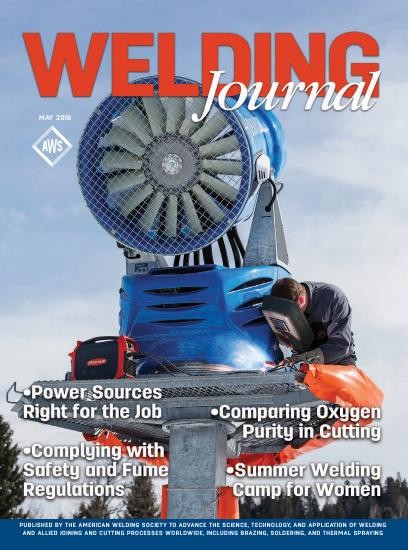 WELDING
Journal
MAY 2016
AWS
•Power Sources
Right for the Job
•Complying with
Safety and Fume
Regulations
•Comparing Oxygen
Purity in Cutting
•Summer Welding
Camp for Women
PUBLISHED BY THE AMERICAN WELDING SOCIETY TO ADVANCE THE SCIENCE, TECHNOLOGY, AND APPLICATION OF WELDING
AND ALLIED JOINING AND CUTTING PROCESSES WORLDWIDE, INCLUDING BRAZING, SOLDERING, AND THERMAL SPRAYING